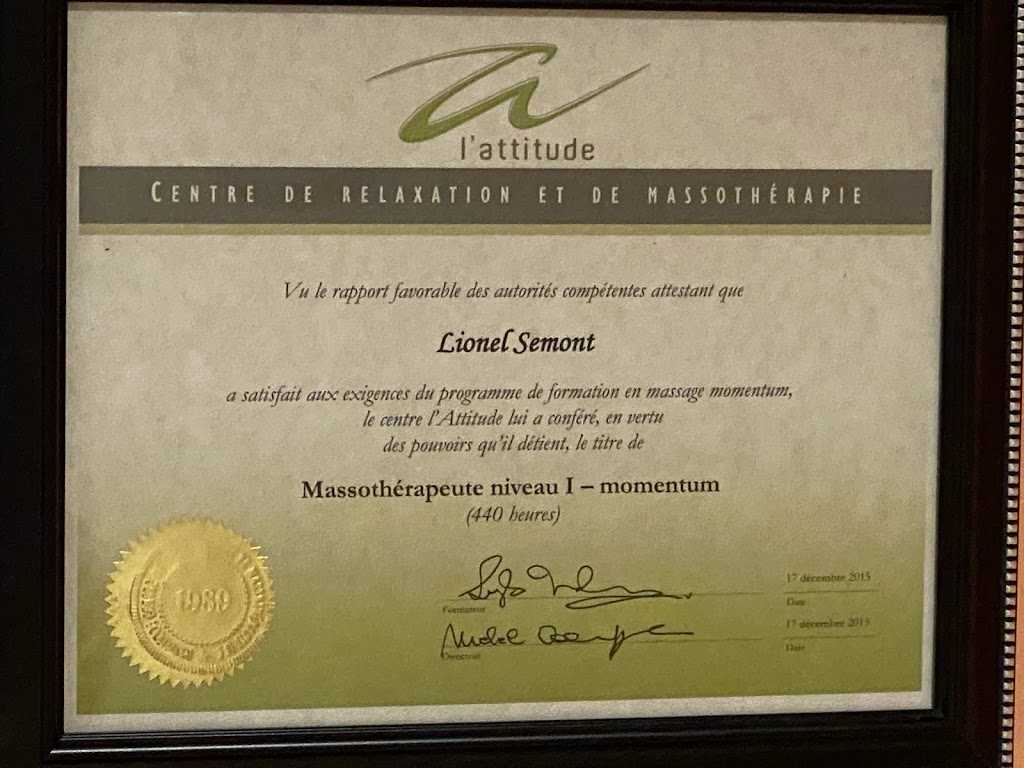 l'attitude
CENTRE DE RELAXATION ET DE MASSOTHÉRAPIE
Vu le rapport favorable des autorités compétentes attestant que
Lionel Semont
a satisfait aux exigences du programme de formation en massage momentum,
le centre l'Attitude lui a conféré, en vertu
des pouvoirs qu'il détient, le titre de
Massothérapeute niveau I – momentum
(440 heures)
1989
17 décembre 2015
Formateur
Date
17 décembre 2015
Directeur
Date